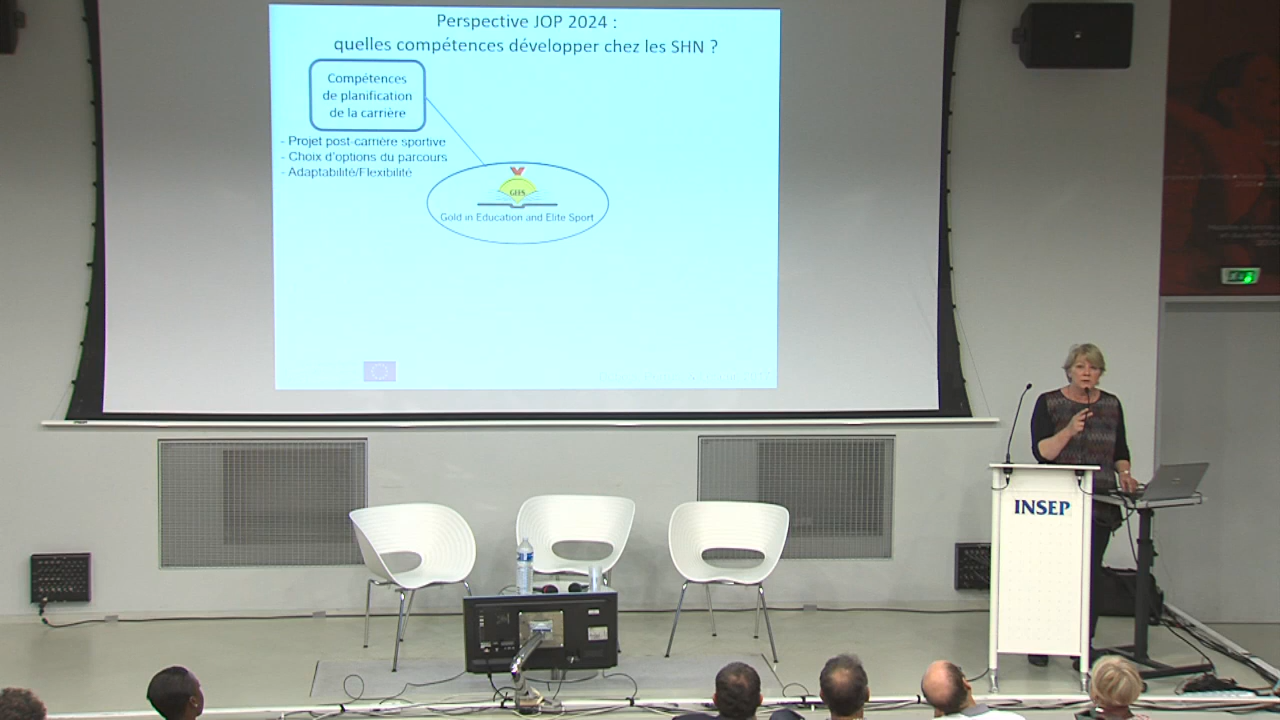 Perspective JOP 2024 :
quelles compétences développer chez les SHN ?
Compétences
de planification
de la carrière
- Projet post-carrière sportive
- Choix d'options du parcours
- Adaptabilité/Flexibilité
Gold in Education and Elite Sport
INSEP